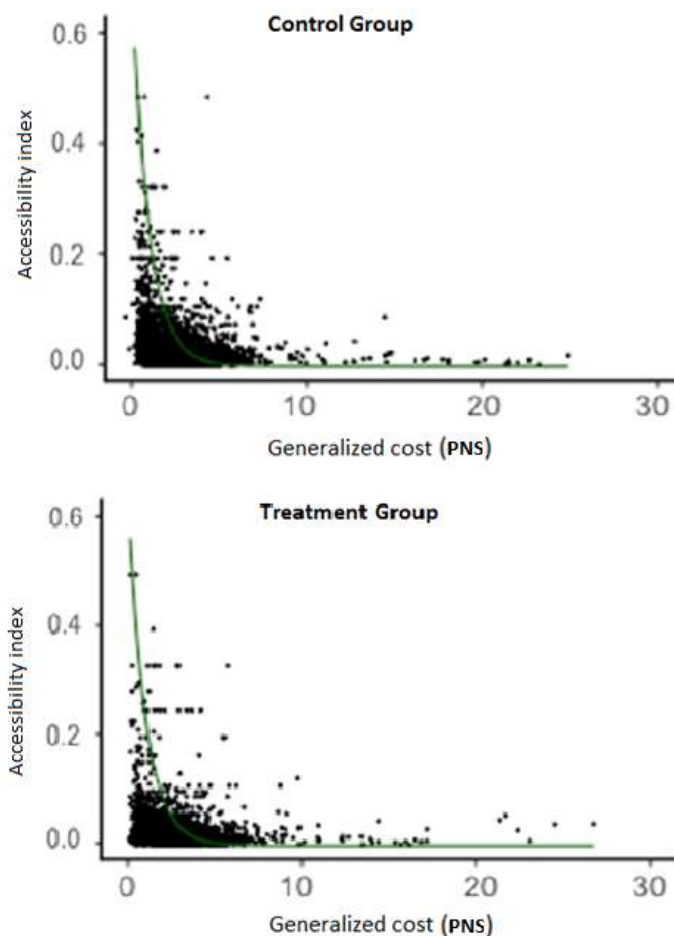 Control Group
0.6
0.4
0.2
0.0
Accessibility index
0 10 20 30
Generalized cost (PNS)
Treatment Group
0.6
0.4
0.2
0.0
Accessibility index
0 10 20 30
Generalized cost (PNS)